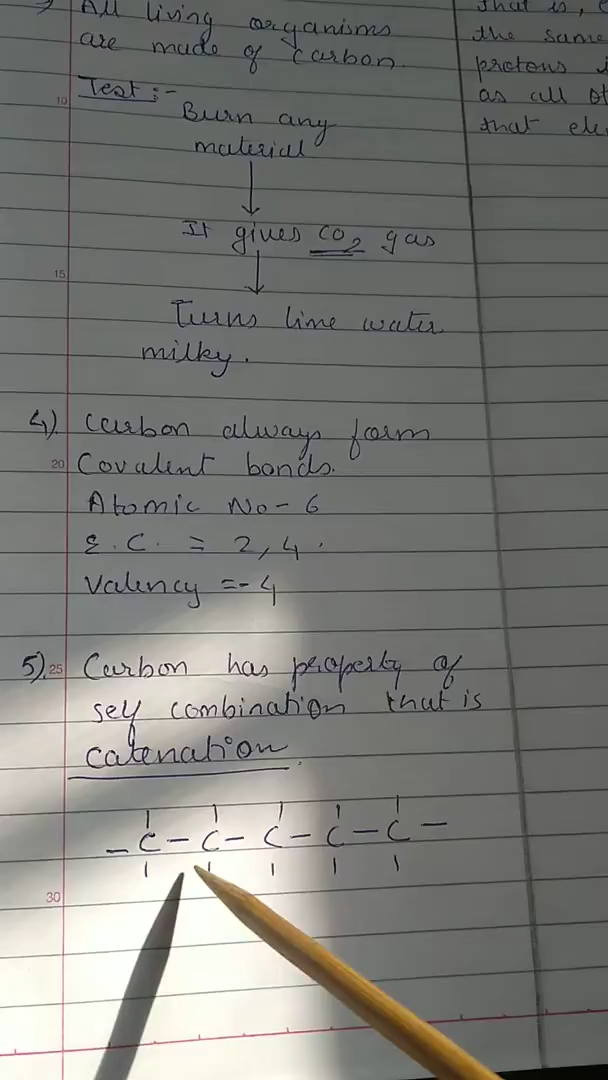 All living organisms
are made of carbon.
Test :-
Burn any
material
It gives CO2 gas
Turns lime water
milky.
4) Carbon always form
Covalent bonds.
Atomic No - 6
E.C. = 2, 4.
Valency = - 4
5) Carbon has property of
self combination that is
catenation.
- C - C - C - C - C -
that is,
the same
protons
as all
that
10
15
20
25
30